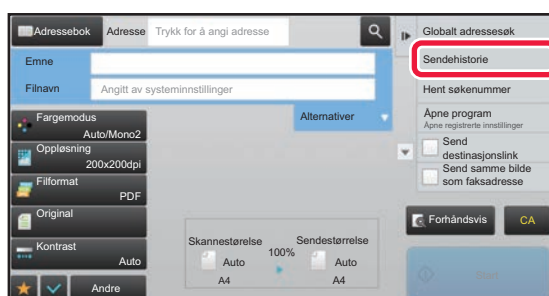 Adressebok
Adresse
Trykk for å angi adresse
Emne
Filnavn
Angitt av systeminnstillinger
Alternativer
Fargemodus
Auto/Mono2
Oppløsning
200x200dpi
Filformat
PDF
Original
Kontrast
Auto
Andre
Skannestørelse
100%
Sendestørrelse
Auto
Auto
A4
A4
Globalt adressesøk
Sendehistorie
Hent søkenummer
Åpne program
Åpne registrerte innstillinger
Send
destinasjonslink
Send samme bilde
som faksadresse
Forhåndsvis
CA
Start